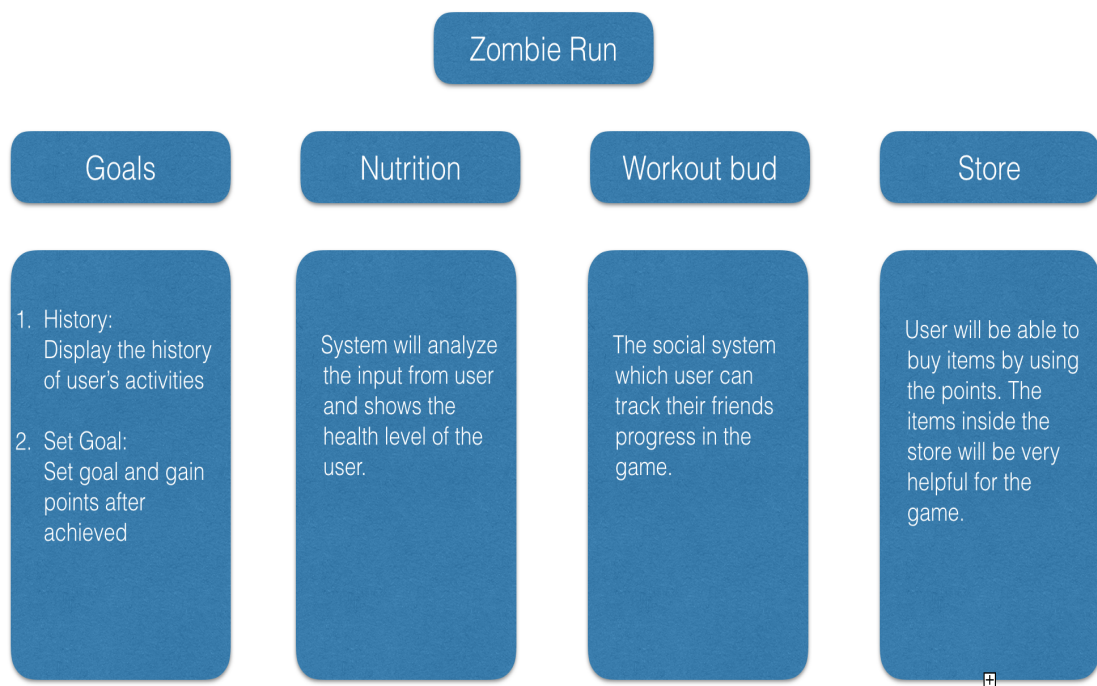 Zombie Run
Goals
Nutrition
Workout bud
Store
1. History:
Display the history
of user's activities
2. Set Goal:
Set goal and gain
points after
achieved
System will analyze
the input from user
and shows the
health level of the
user.
The social system
which user can
track their friends
progress in the
game.
User will be able to
buy items by using
the points. The
items inside the
store will be very
helpful for the
game.